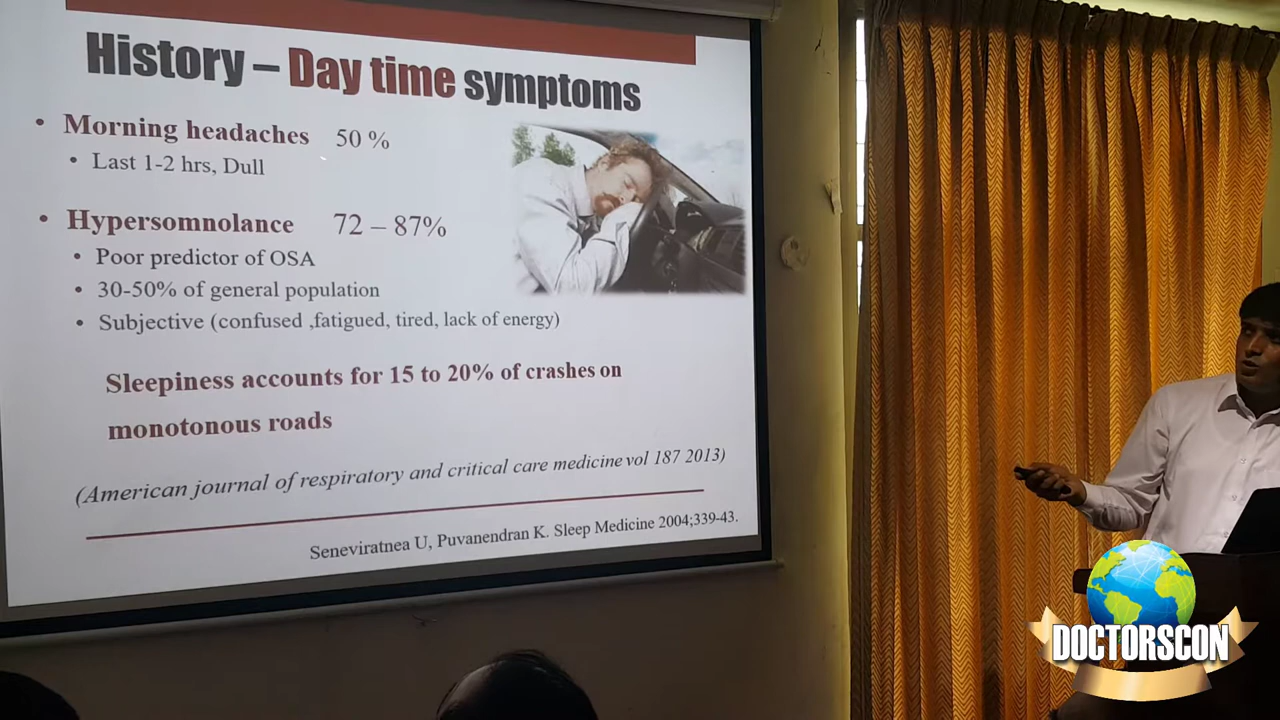 History – Day time symptoms
• Morning headaches 50 %
• Last 1-2 hrs, Dull
• Hypersomnolance 72 – 87%
• Poor predictor of OSA
• 30-50% of general population
• Subjective (confused ,fatigued, tired, lack of energy)
Sleepiness accounts for 15 to 20% of crashes on
monotonous roads
(American journal of respiratory and critical care medicine vol 187 2013)
Seneviratnea U, Puvanendran K. Sleep Medicine 2004;339-43.
DOCTORSCON